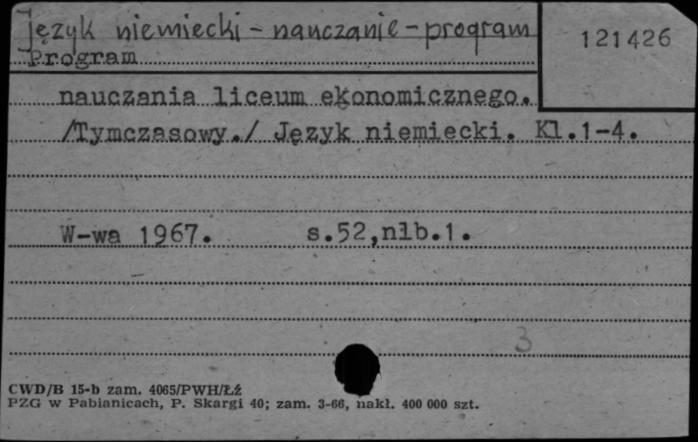 Język niemiecki - nauczanie - program
121426
Program
nauczania liceum ekonomicznego.
/Tymczasowy./ Język niemiecki. Kl.1-4.
W-wa 1967. s.52,nlb.1.
3
CWD/B 15-b zam. 4065/PWH/Łź
PZG w Pabianicach, P. Skargi 40; zam. 3-66, nakł. 400 000 szt.